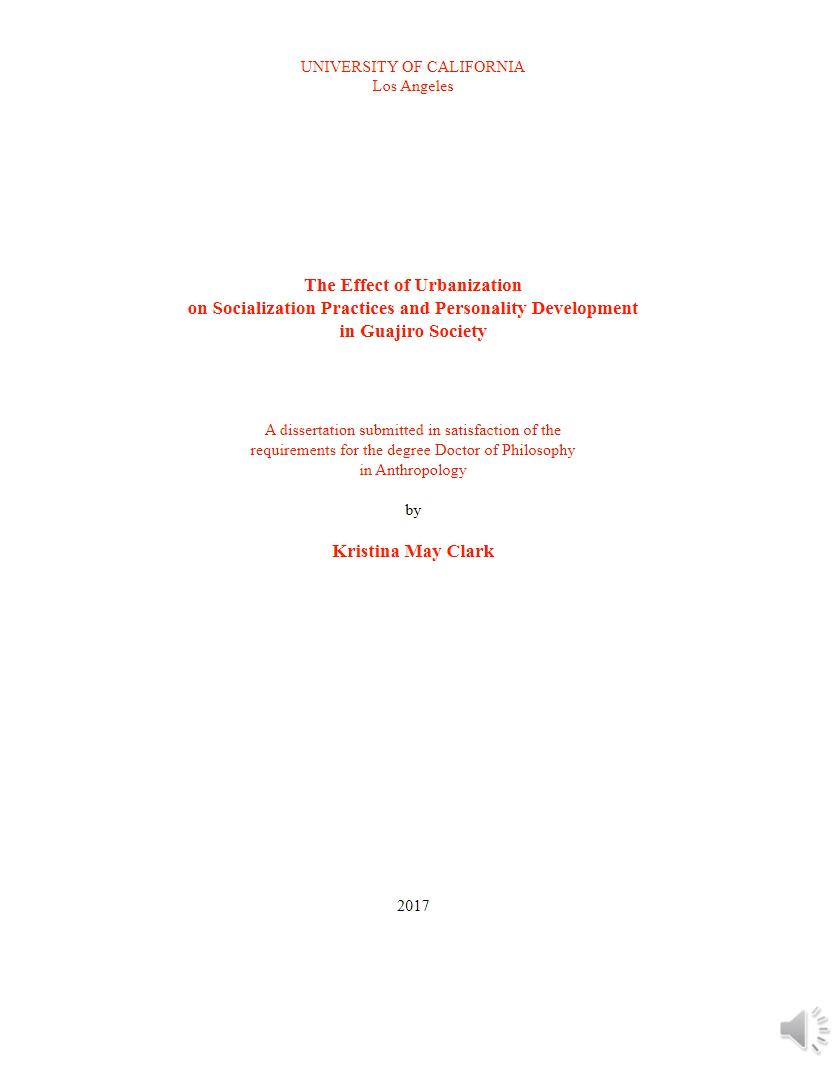 UNIVERSITY OF CALIFORNIA
Los Angeles
The Effect of Urbanization
on Socialization Practices and Personality Development
in Guajiro Society
A dissertation submitted in satisfaction of the
requirements for the degree Doctor of Philosophy
in Anthropology
by
Kristina May Clark
2017